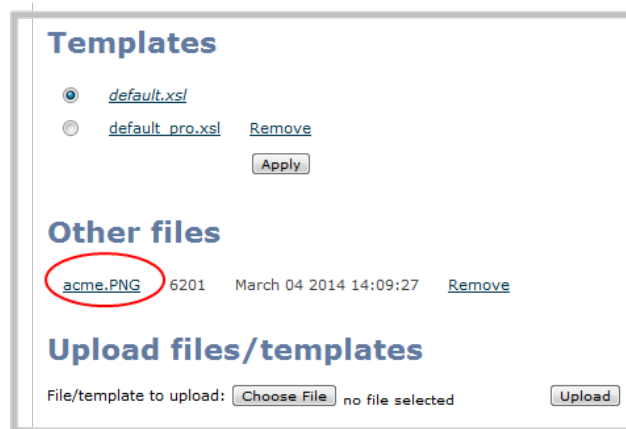 Templates
default.xsl
default_pro.xsl Remove
Apply
Other files
acme.PNG 6201 March 04 2014 14:09:27 Remove
Upload files/templates
File/template to upload: Choose File no file selected Upload